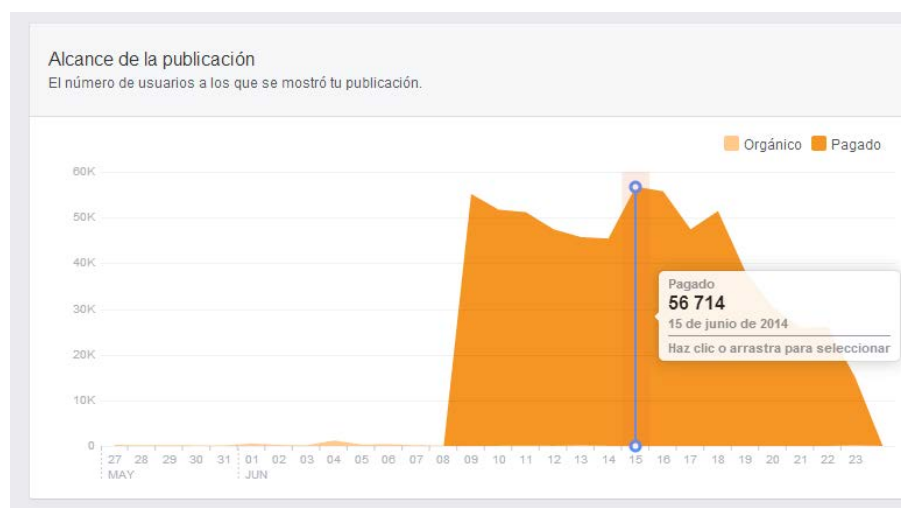 Alcance de la publicación
El número de usuarios a los que se mostró tu publicación.
Orgánico Pagado
60K
50K
40K
30K
20K
10K
0
Pagado
56 714
15 de junio de 2014
Haz clic o arrastra para seleccionar
27 28 29 30 31 01 02 03 04 05 06 07 08 09 10 11 12 13 14 15 16 17 18 19 20 21 22 23
MAY JUN